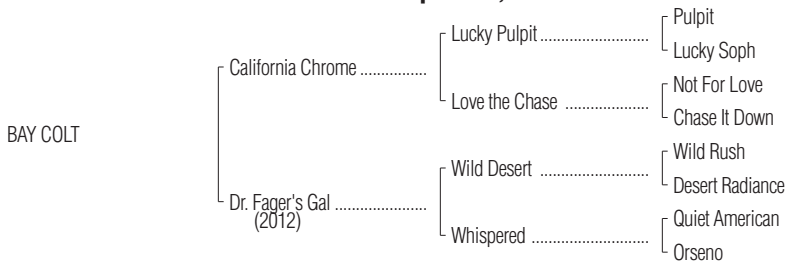 Pulpit
Lucky Pulpit ..........................
Lucky Soph
California Chrome ................
Not For Love
Love the Chase ....................
Chase It Down
BAY COLT
Wild Rush
Wild Desert ..........................
Desert Radiance
Dr. Fager's Gal ......................
(2012)
Quiet American
Whispered ............................
Orseno